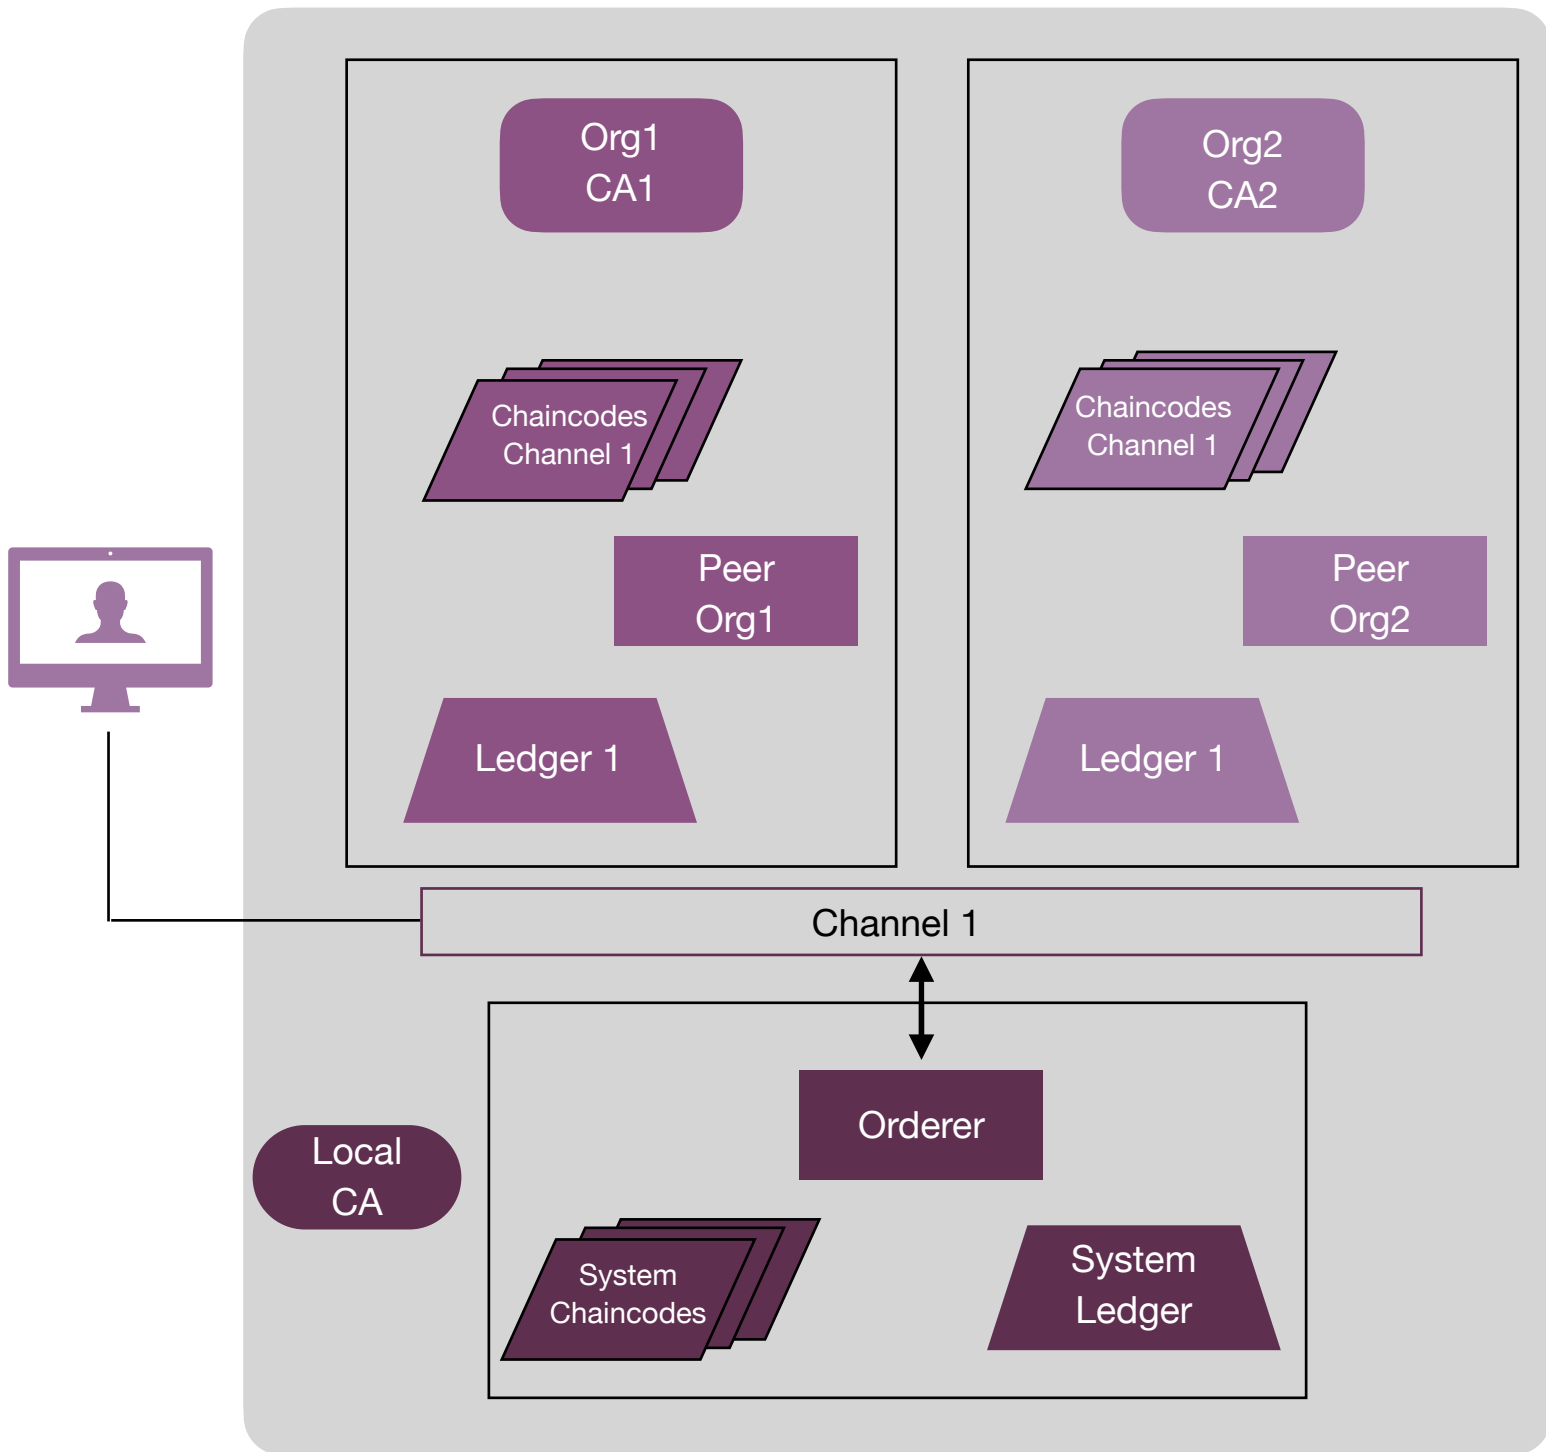 Org1
CA1
Org2
CA2
Chaincodes
Channel 1
Chaincodes
Channel 1
Peer
Org1
Peer
Org2
Ledger 1
Ledger 1
Channel 1
Orderer
Local
CA
System
Chaincodes
System
Ledger